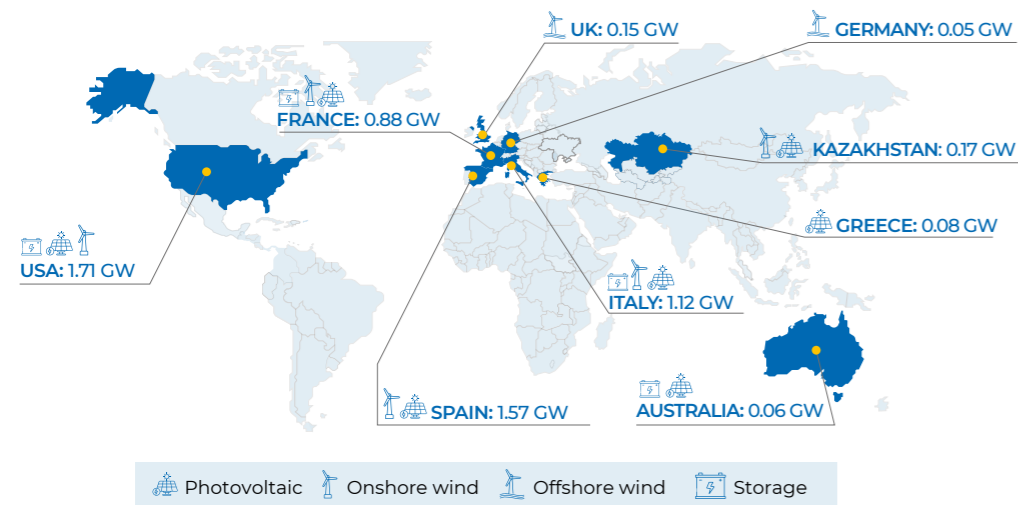 UK: 0.15 GW
GERMANY: 0.05 GW
FRANCE: 0.88 GW
KAZAKHSTAN: 0.17 GW
GREECE: 0.08 GW
USA: 1.71 GW
ITALY: 1.12 GW
SPAIN: 1.57 GW
AUSTRALIA: 0.06 GW
Photovoltaic Onshore wind Offshore wind Storage